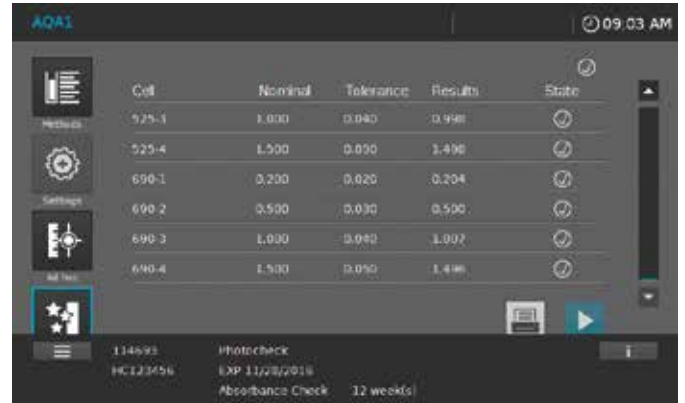 AQA1
09:03 AM
Cell Nominal Tolerance Results State
525-3 1.000 0.040 0.998
525-4 1.500 0.050 1.498
690-1 0.200 0.020 0.204
690-2 0.500 0.030 0.500
690-3 1.000 0.040 1.002
690-4 1.500 0.050 1.496
Methods
Settings
114693 Photocheck
HC123456 EXP 11/20/2016
Absorbance Check 12 week(s)